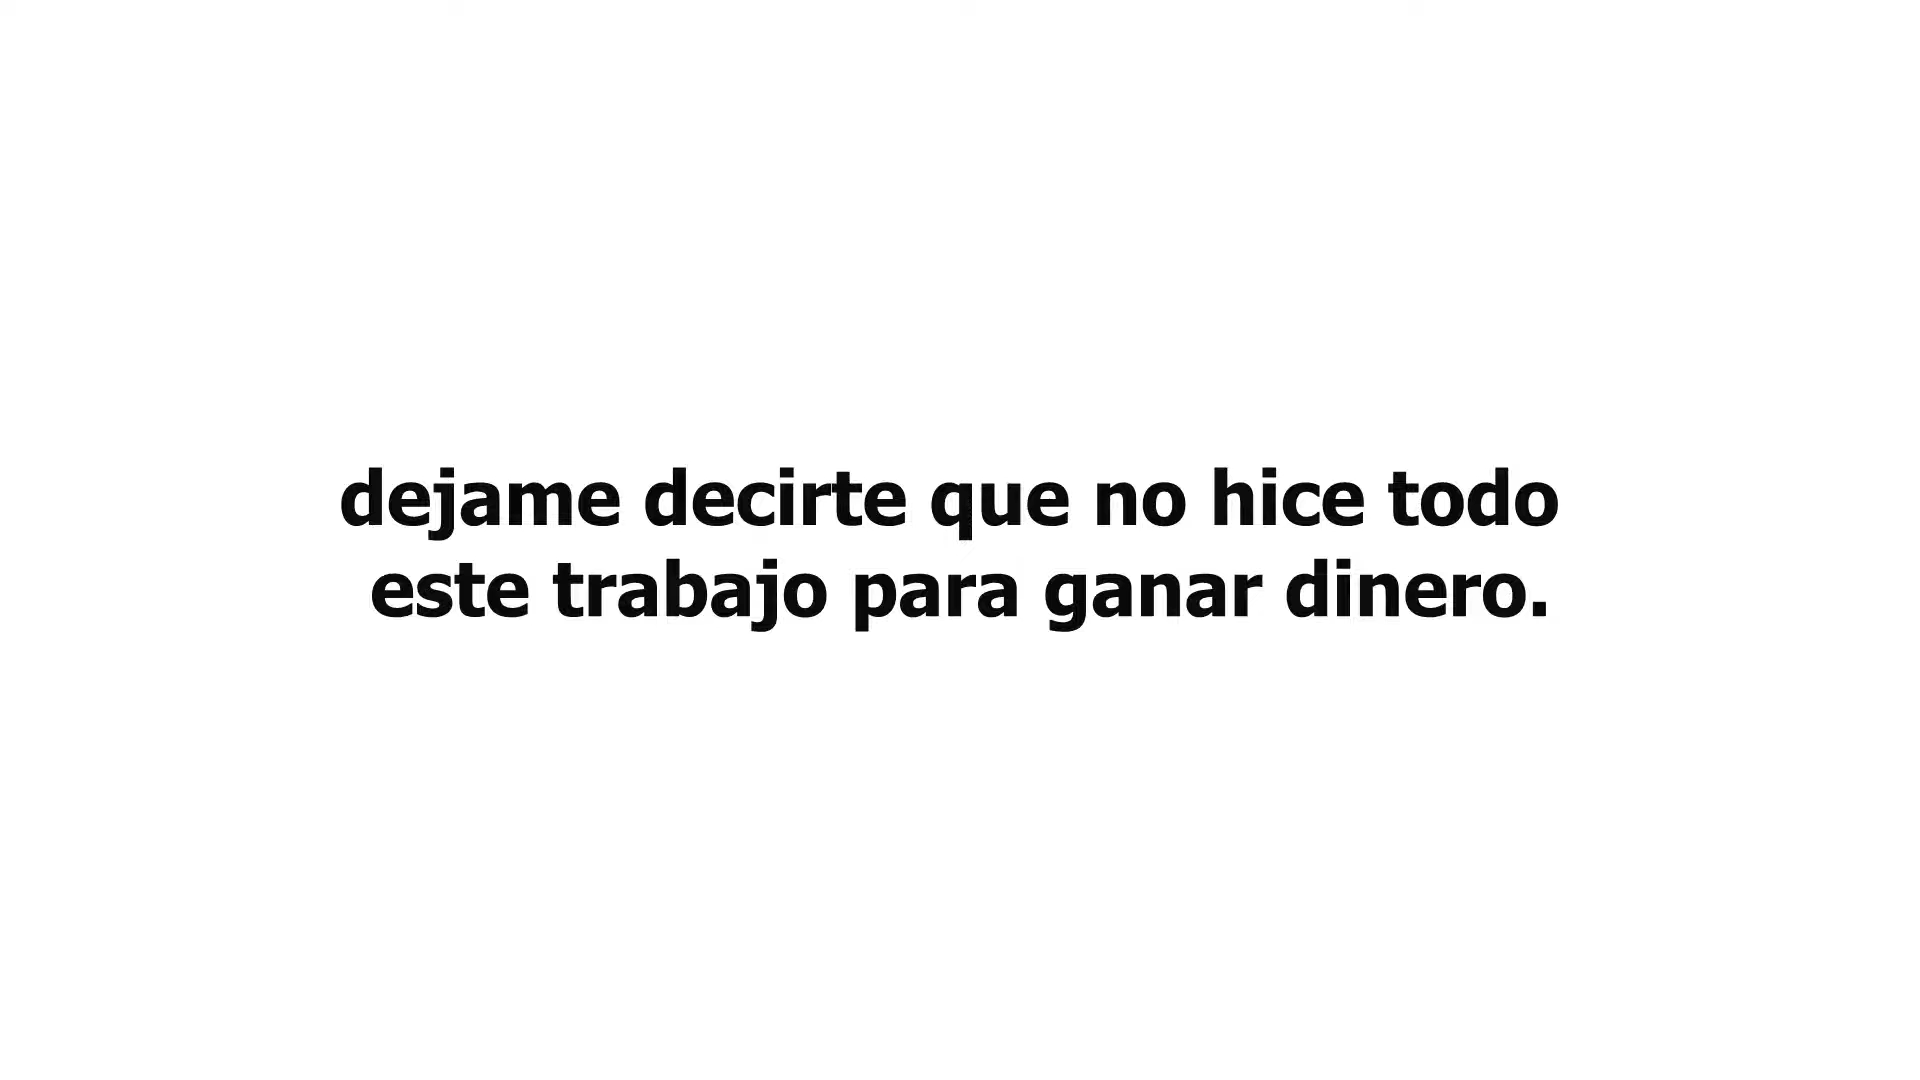 dejame decirte que no hice todo
este trabajo para ganar dinero.